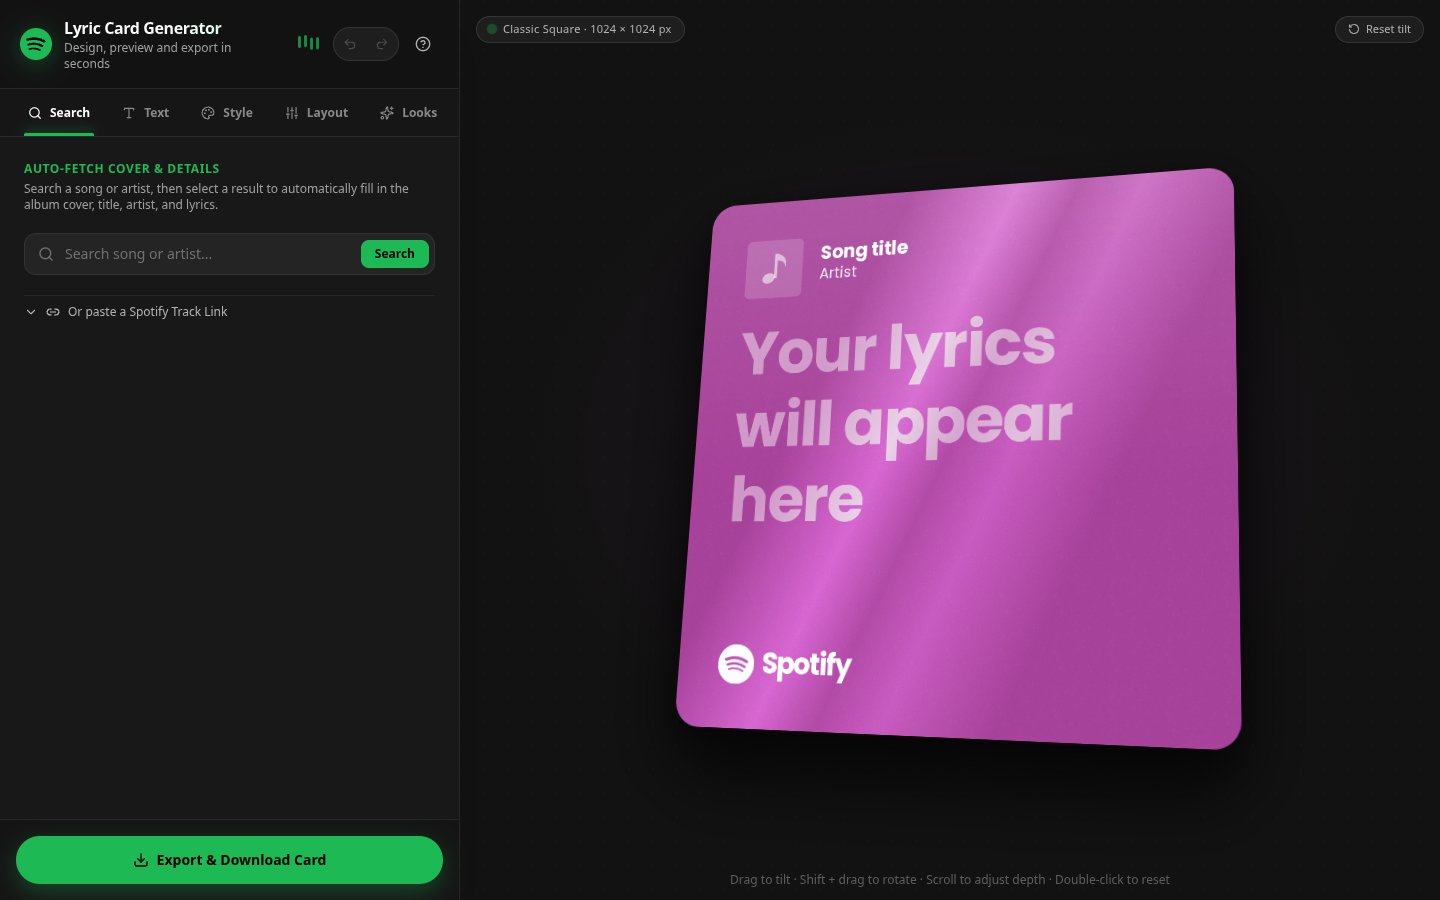 Lyric Card Generator
Design, preview and export in
seconds
Search
Text
Style
Layout
Looks
AUTO-FETCH COVER & DETAILS
Search a song or artist, then select a result to automatically fill in the
album cover, title, artist, and lyrics.
Search song or artist...
Search
Or paste a Spotify Track Link
Export & Download Card
Classic Square · 1024 × 1024 px
Reset tilt
Song title
Artist
Your lyrics
will appear
here
Spotify
Drag to tilt · Shift + drag to rotate · Scroll to adjust depth · Double-click to reset